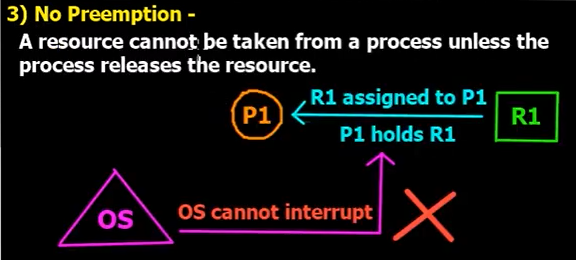 3) No Preemption -
A resource cannot be taken from a process unless the
process releases the resource.
R1 assigned to P1
P1
R1
P1 holds R1
OS
OS cannot interrupt